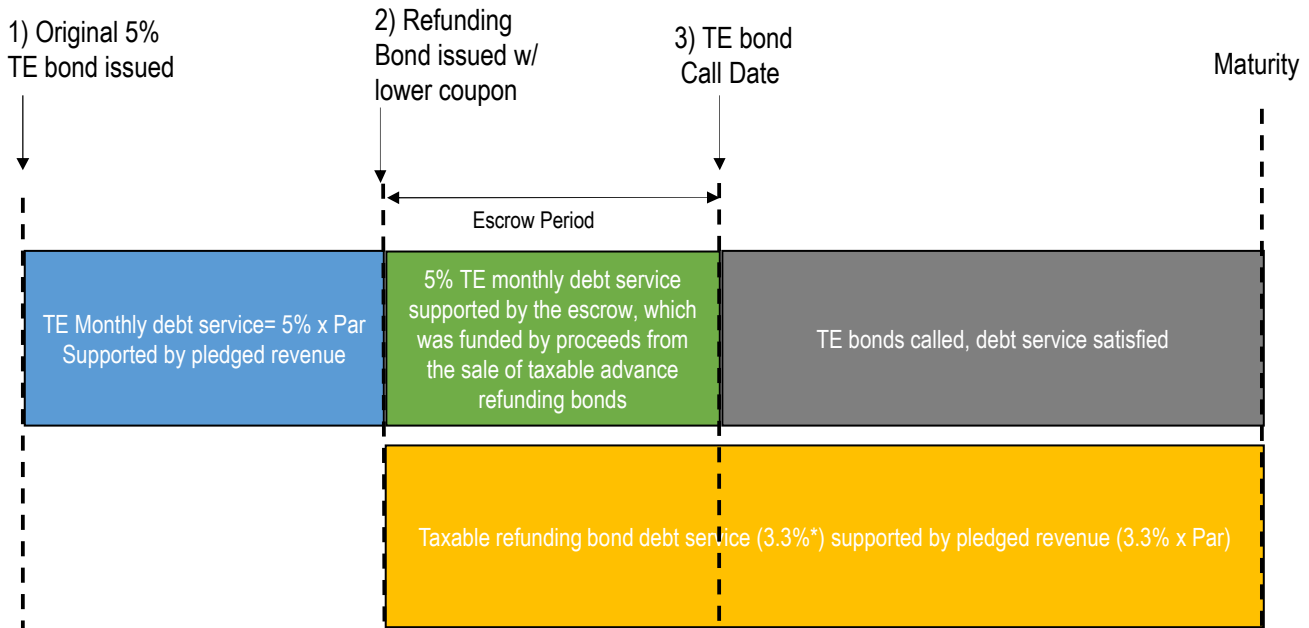 1) Original 5%
TE bond issued
2) Refunding
Bond issued w/
lower coupon
3) TE bond
Call Date
Maturity
Escrow Period
TE Monthly debt service= 5% x Par
Supported by pledged revenue
5% TE monthly debt service
supported by the escrow, which
was funded by proceeds from
the sale of taxable advance
refunding bonds
TE bonds called, debt service satisfied
Taxable refunding bond debt service (3.3%*) supported by pledged revenue (3.3% x Par)